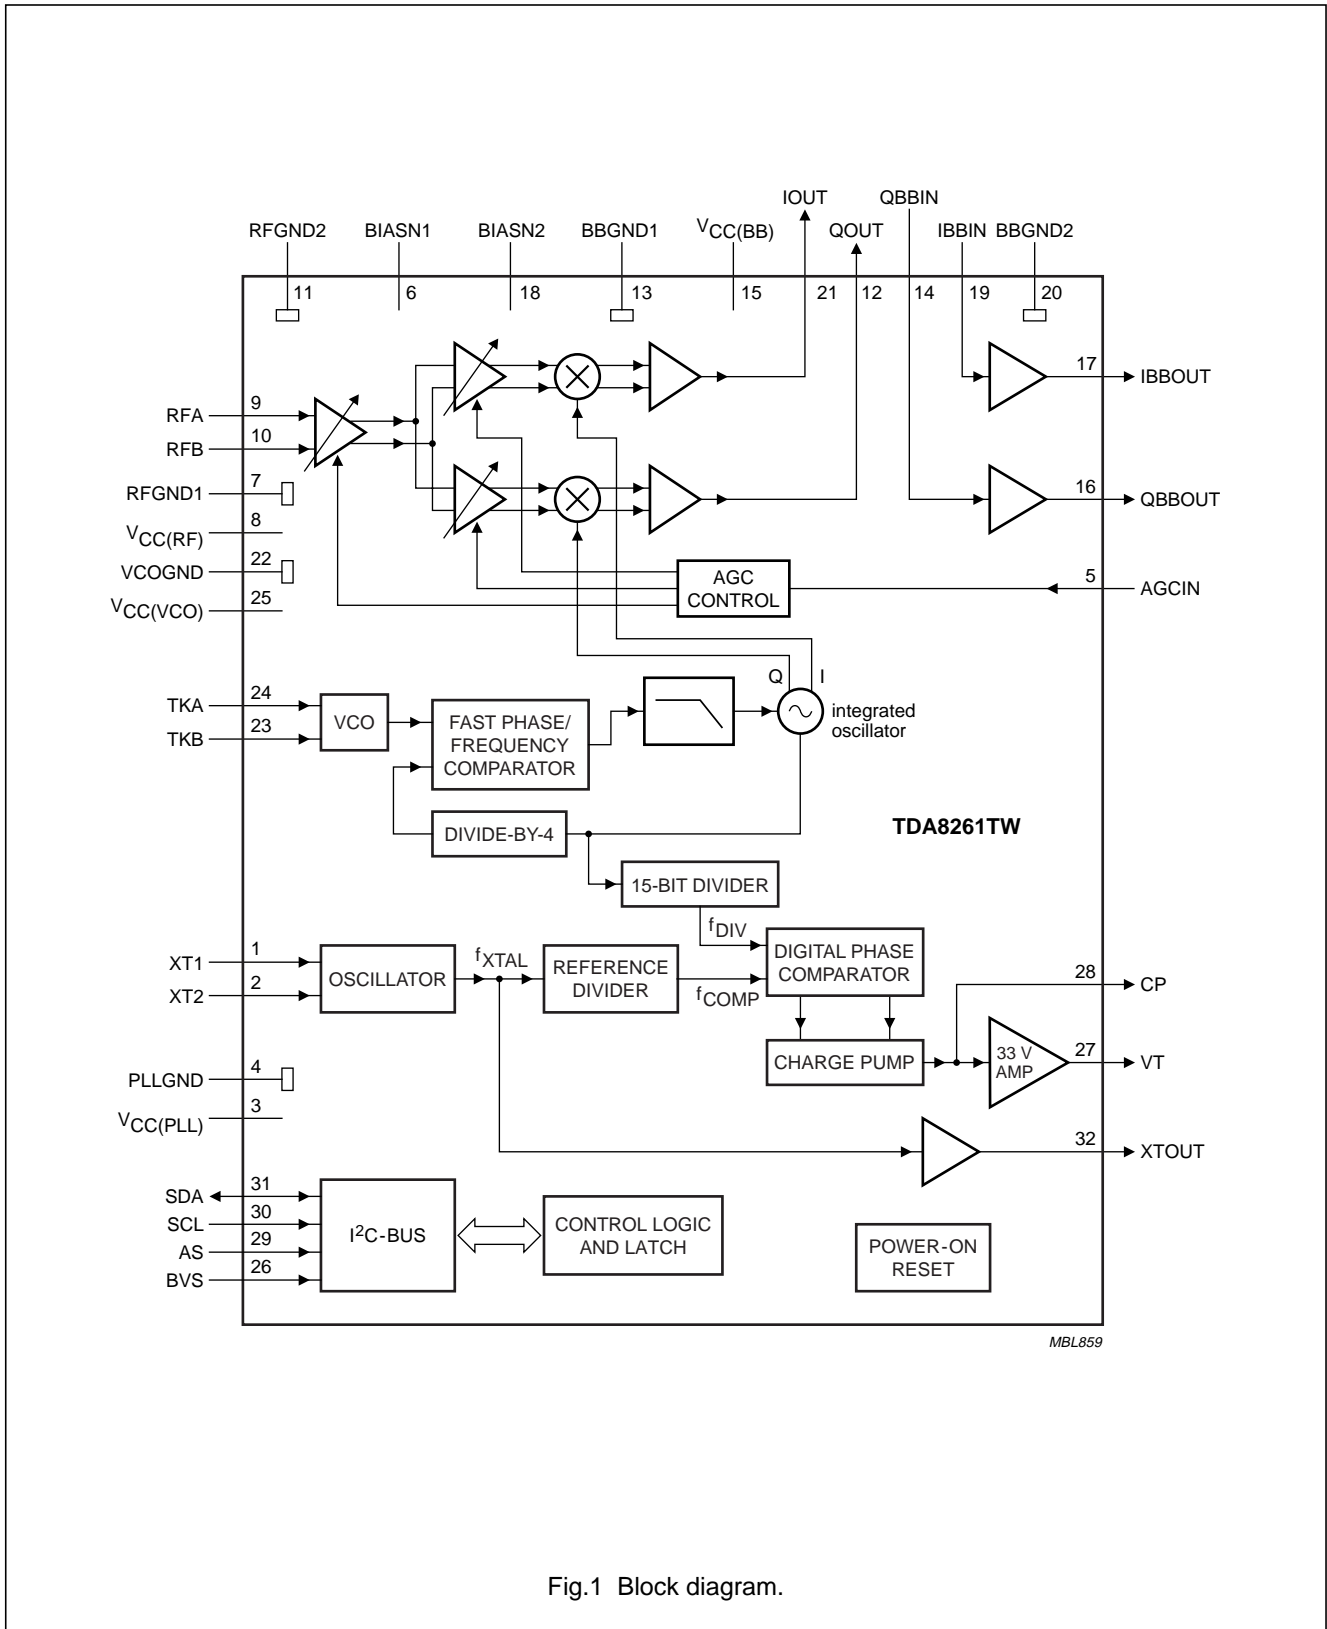 IOUT
QBBIN
RFGND2
BIASN1
BIASN2
BBGND1
VCC(BB)
QOUT
IBBIN
BBGND2
11
6
18
13
15
21
12
14
19
20
17
IBBOUT
RFA
9
RFB
10
RFGND1
7
16
QBBOUT
VCC(RF)
8
VCOGND
22
AGC
CONTROL
5
AGCIN
VCC(VCO)
25
Q
I
TKA
24
TKB
23
VCO
FAST PHASE/
FREQUENCY
COMPARATOR
integrated
oscillator
DIVIDE-BY-4
TDA8261TW
15-BIT DIVIDER
fDIV
XT1
1
XT2
2
OSCILLATOR
fXTAL
REFERENCE
DIVIDER
fCOMP
DIGITAL PHASE
COMPARATOR
28
CP
CHARGE PUMP
33 V
AMP
27
VT
PLLGND
4
VCC(PLL)
3
32
XTOUT
SDA
31
SCL
30
AS
29
BVS
26
I2C-BUS
CONTROL LOGIC
AND LATCH
POWER-ON
RESET
MBL859
Fig.1 Block diagram.